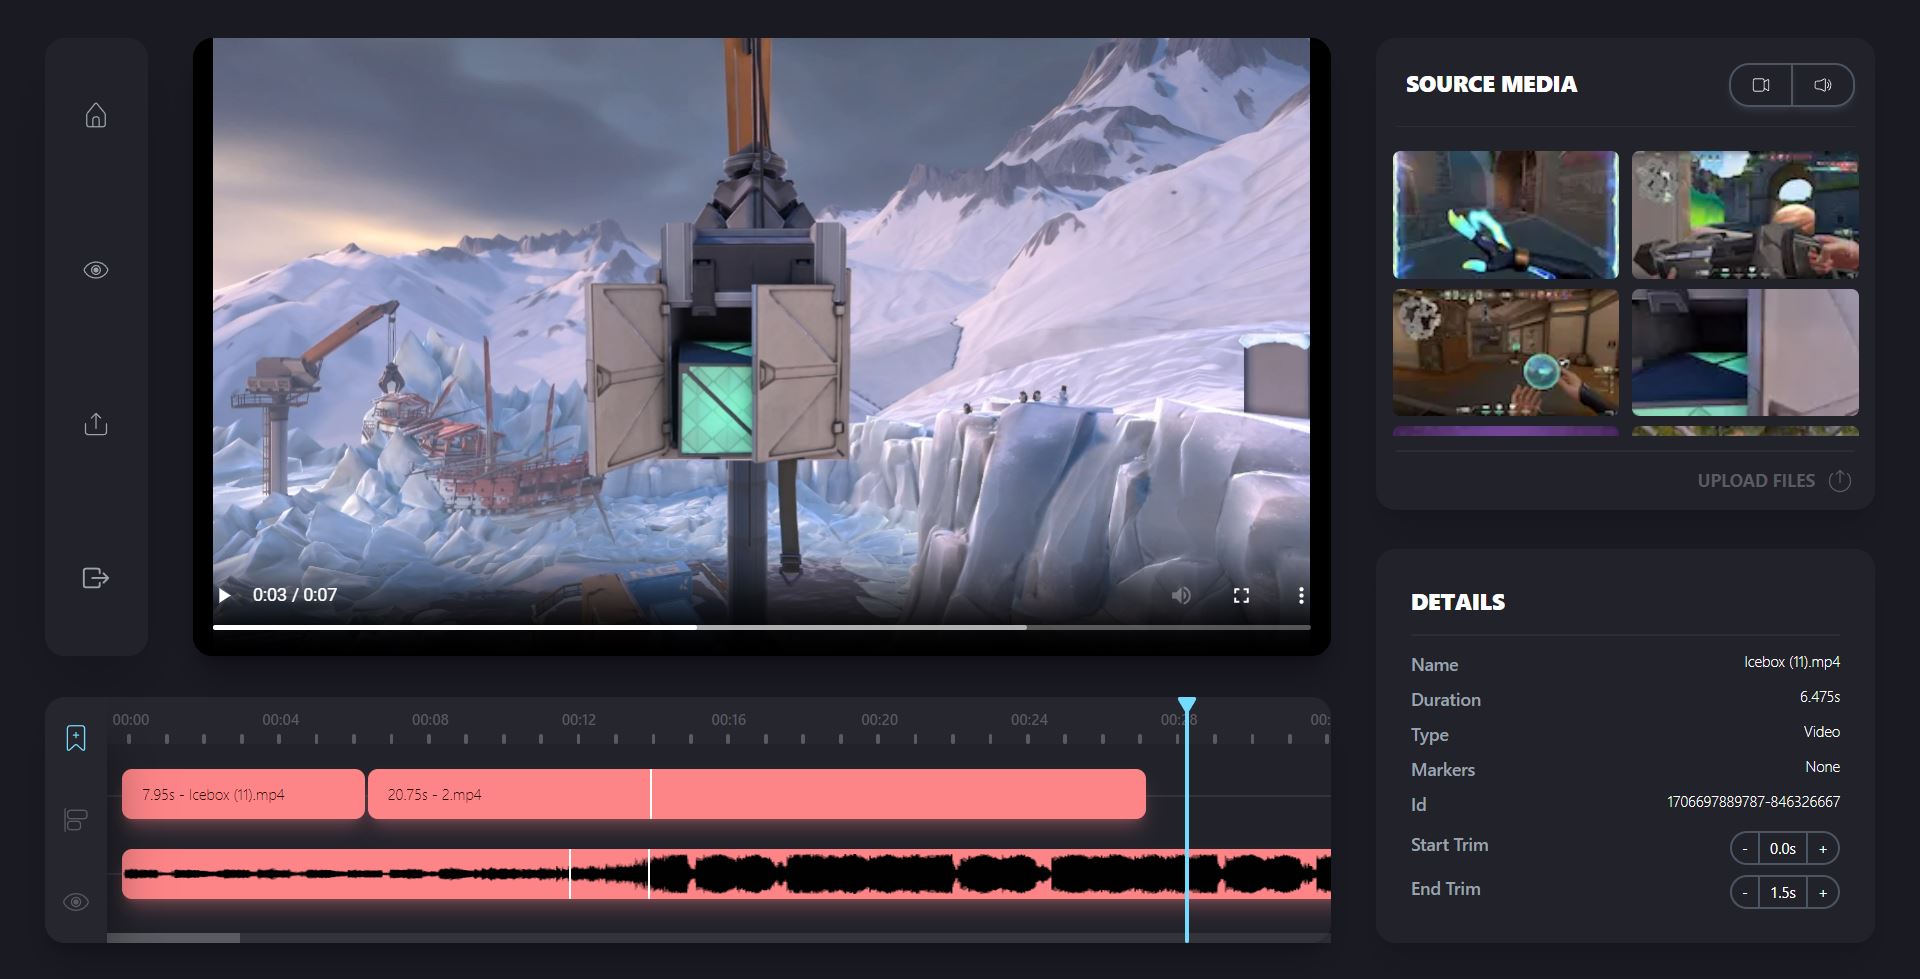 SOURCE MEDIA
0:03 / 0:07
UPLOAD FILES
DETAILS
Name Icebox (11).mp4
Duration 6.475s
Type Video
Markers None
Id 1706697889787-846326667
Start Trim - 0.0s +
End Trim - 1.5s +
00:00 00:04 00:08 00:12 00:16 00:20 00:24 00:28 00:
7.95s - Icebox (11).mp4 20.75s - 2.mp4